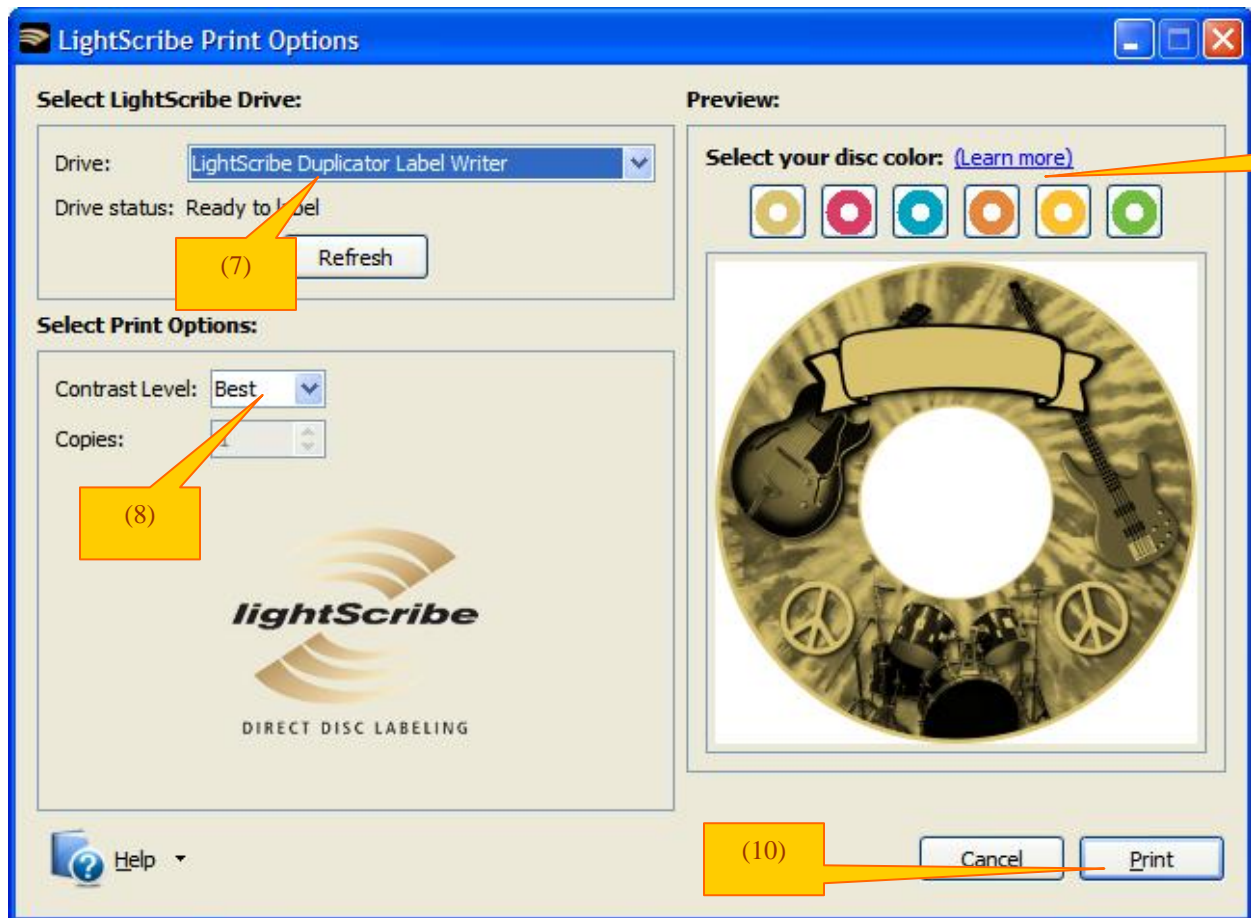 LightScribe Print Options
Select LightScribe Drive:
Drive: LightScribe Duplicator Label Writer
Drive status: Ready to label
(7)
Refresh
Select Print Options:
Contrast Level: Best
Copies: 1
(8)
lightScribe
DIRECT DISC LABELING
Preview:
Select your disc color: (Learn more)
Help
(10)
Cancel
Print